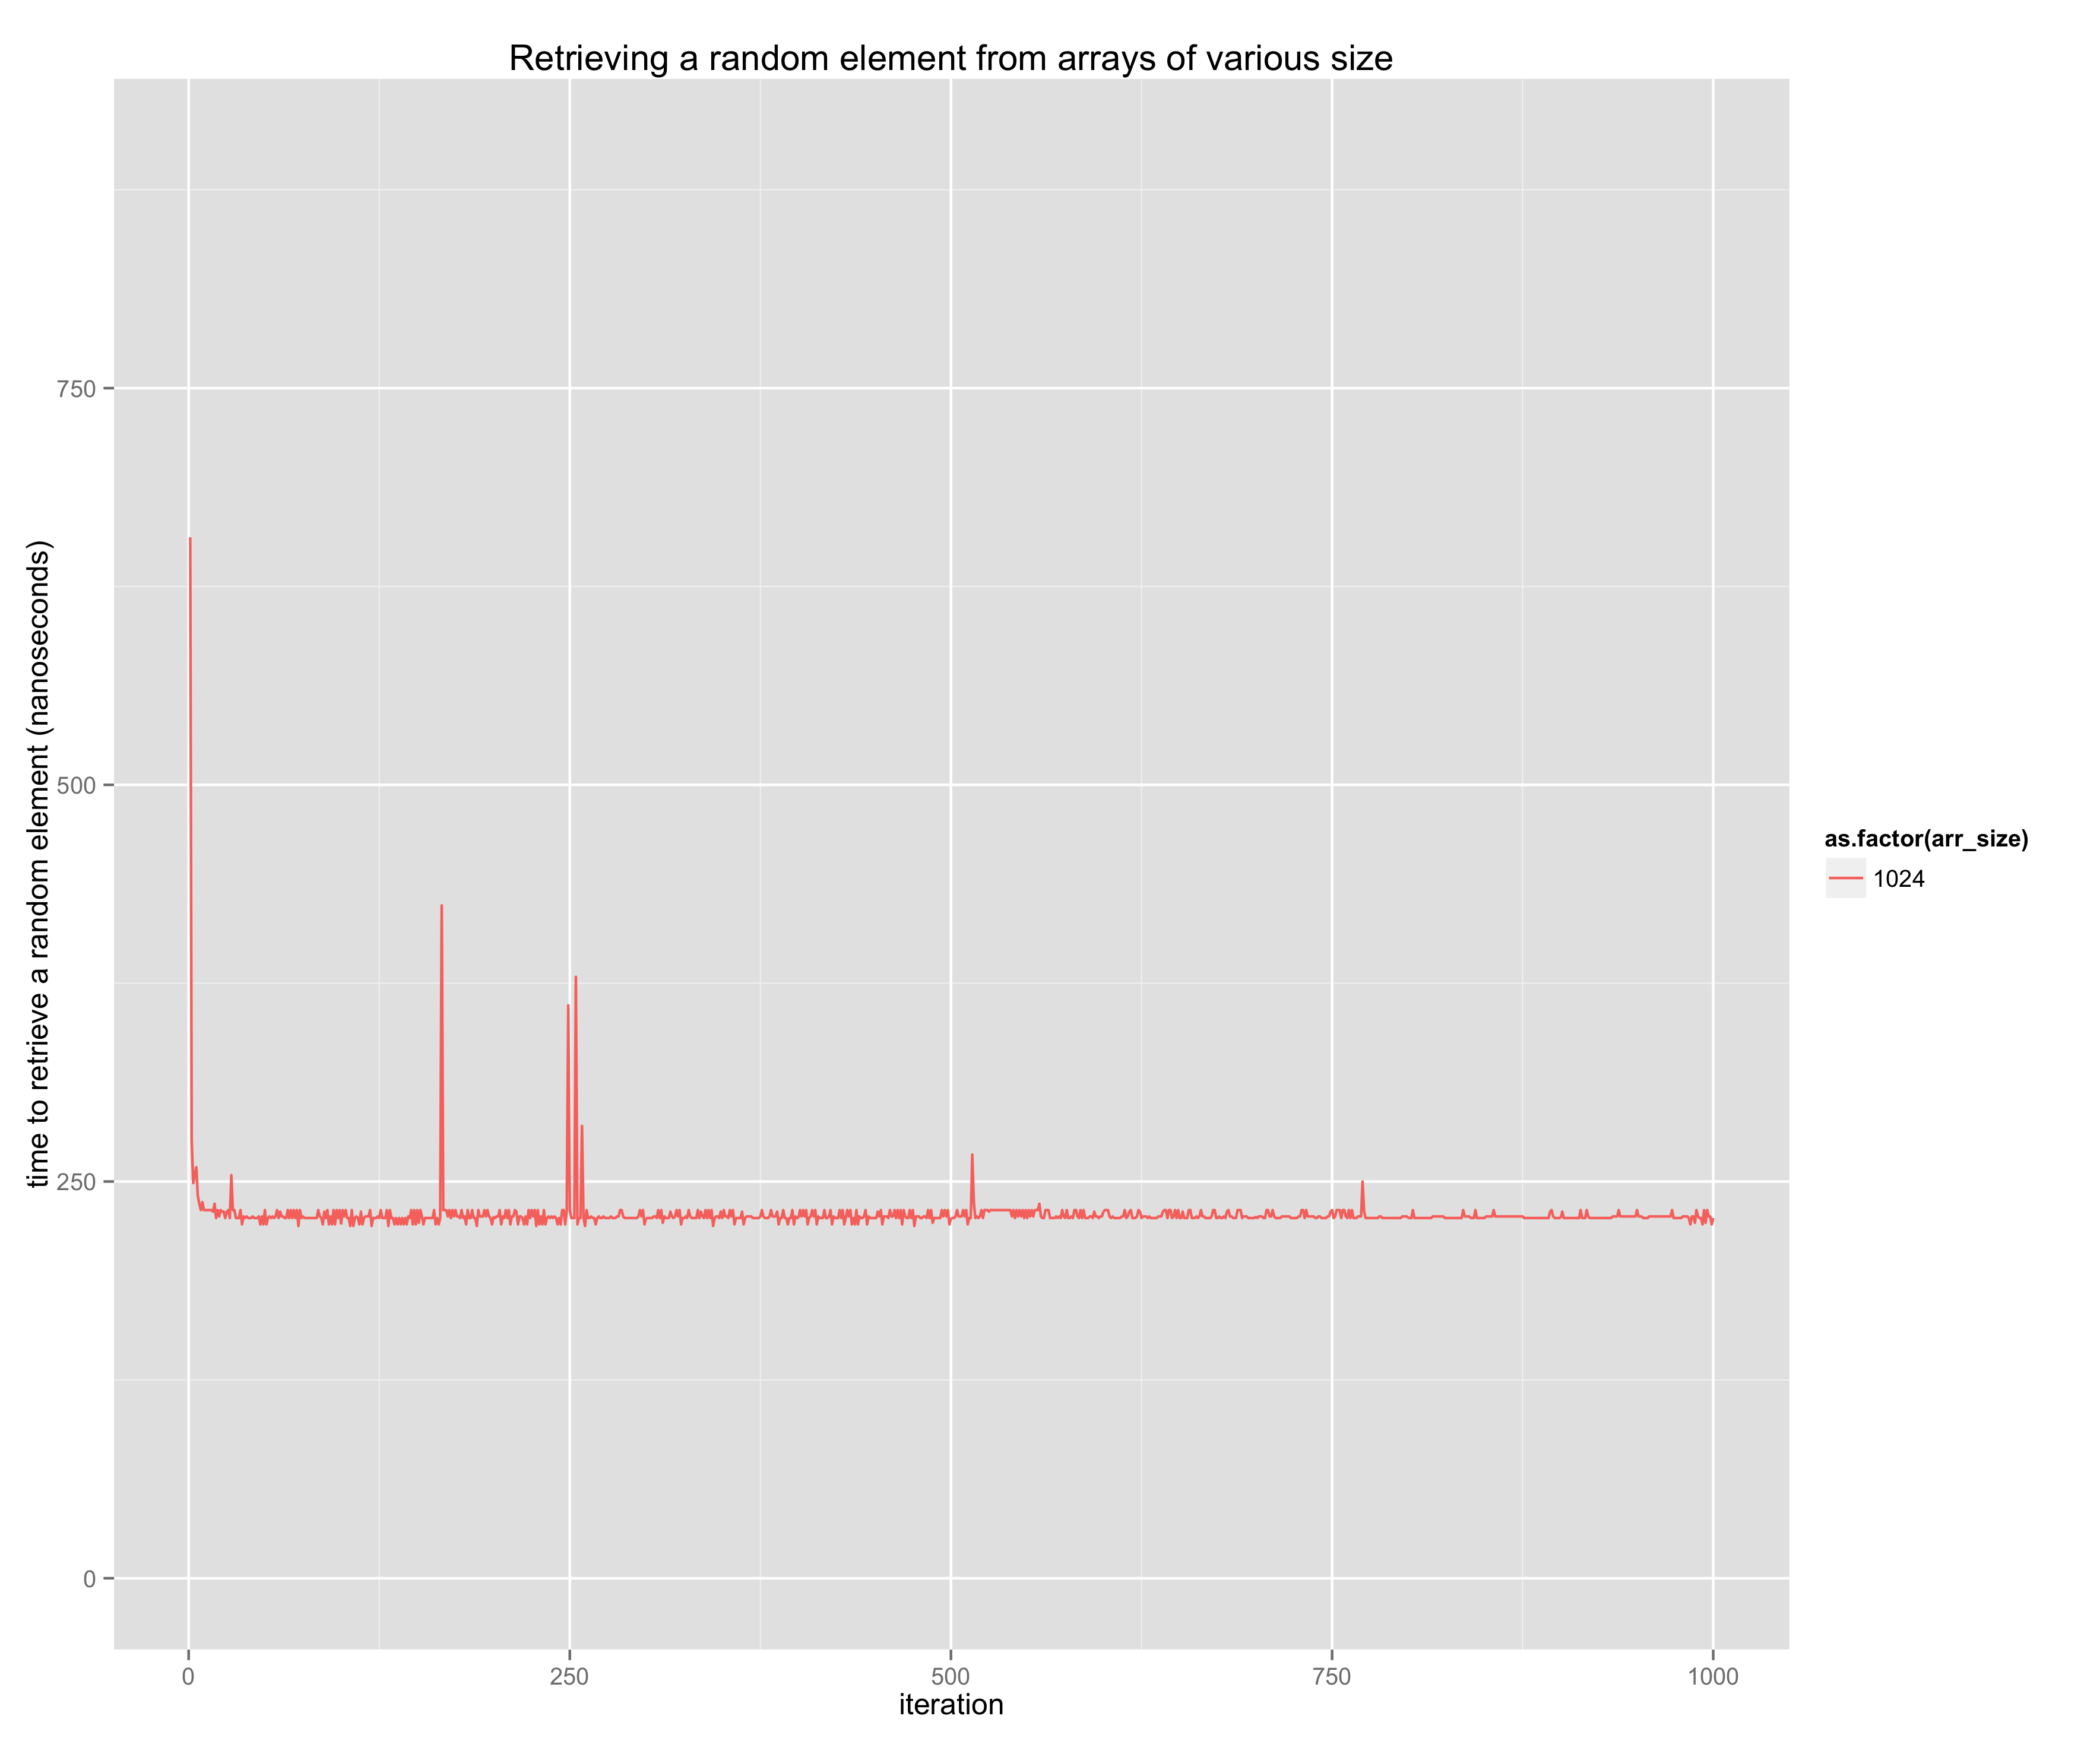 Retrieving a random element from arrays of various size
time to retrieve a random element (nanoseconds)
750
500
250
0
0 250 500 750 1000
iteration
as.factor(arr_size)
1024